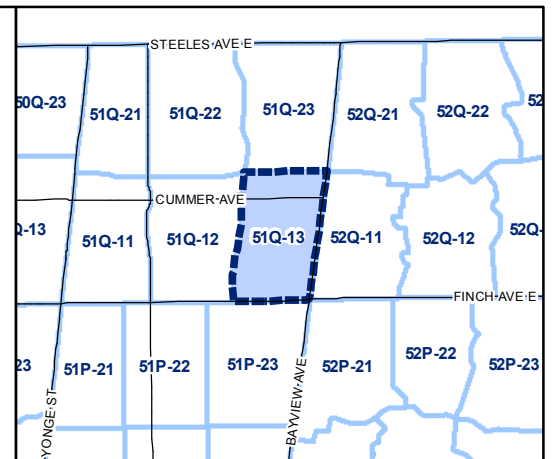 STEELES AVE E
50Q-23
51Q-21
51Q-22
51Q-23
52Q-21
52Q-22
52
CUMMER AVE
Q-13
51Q-11
51Q-12
51Q-13
52Q-11
52Q-12
52Q-
FINCH AVE E
23
51P-21
51P-22
51P-23
52P-21
52P-22
52P-23
YONGE ST
BAYVIEW AVE